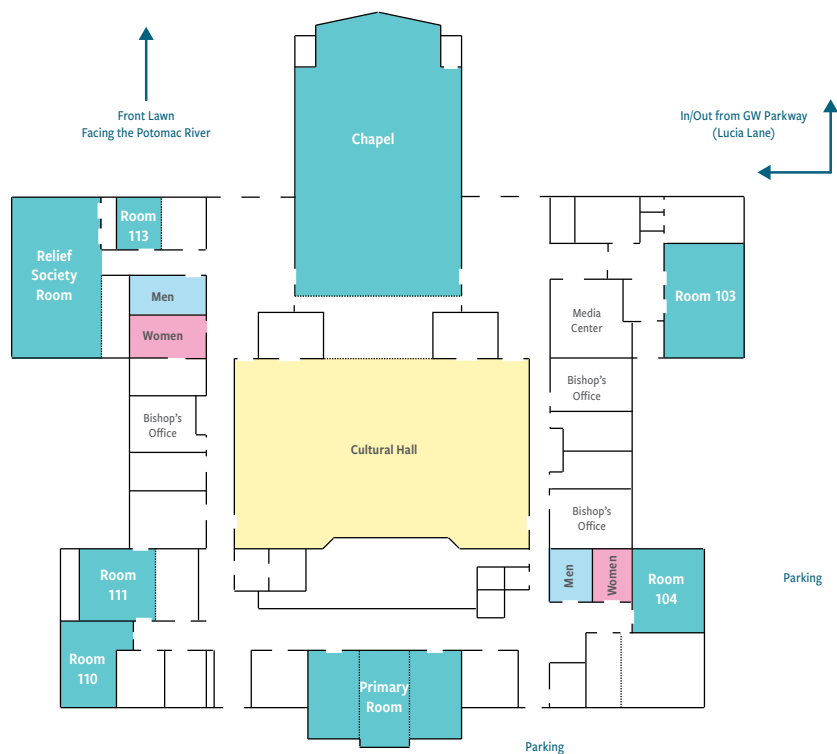 Front Lawn
Facing the Potomac River
Chapel
In/Out from GW Parkway
(Lucia Lane)
Relief
Society
Room
Room
113
Men
Women
Bishop's
Office
Media
Center
Room 103
Bishop's
Office
Cultural Hall
Bishop's
Office
Room
111
Room
110
Men
Women
Room
104
Parking
Primary
Room
Parking